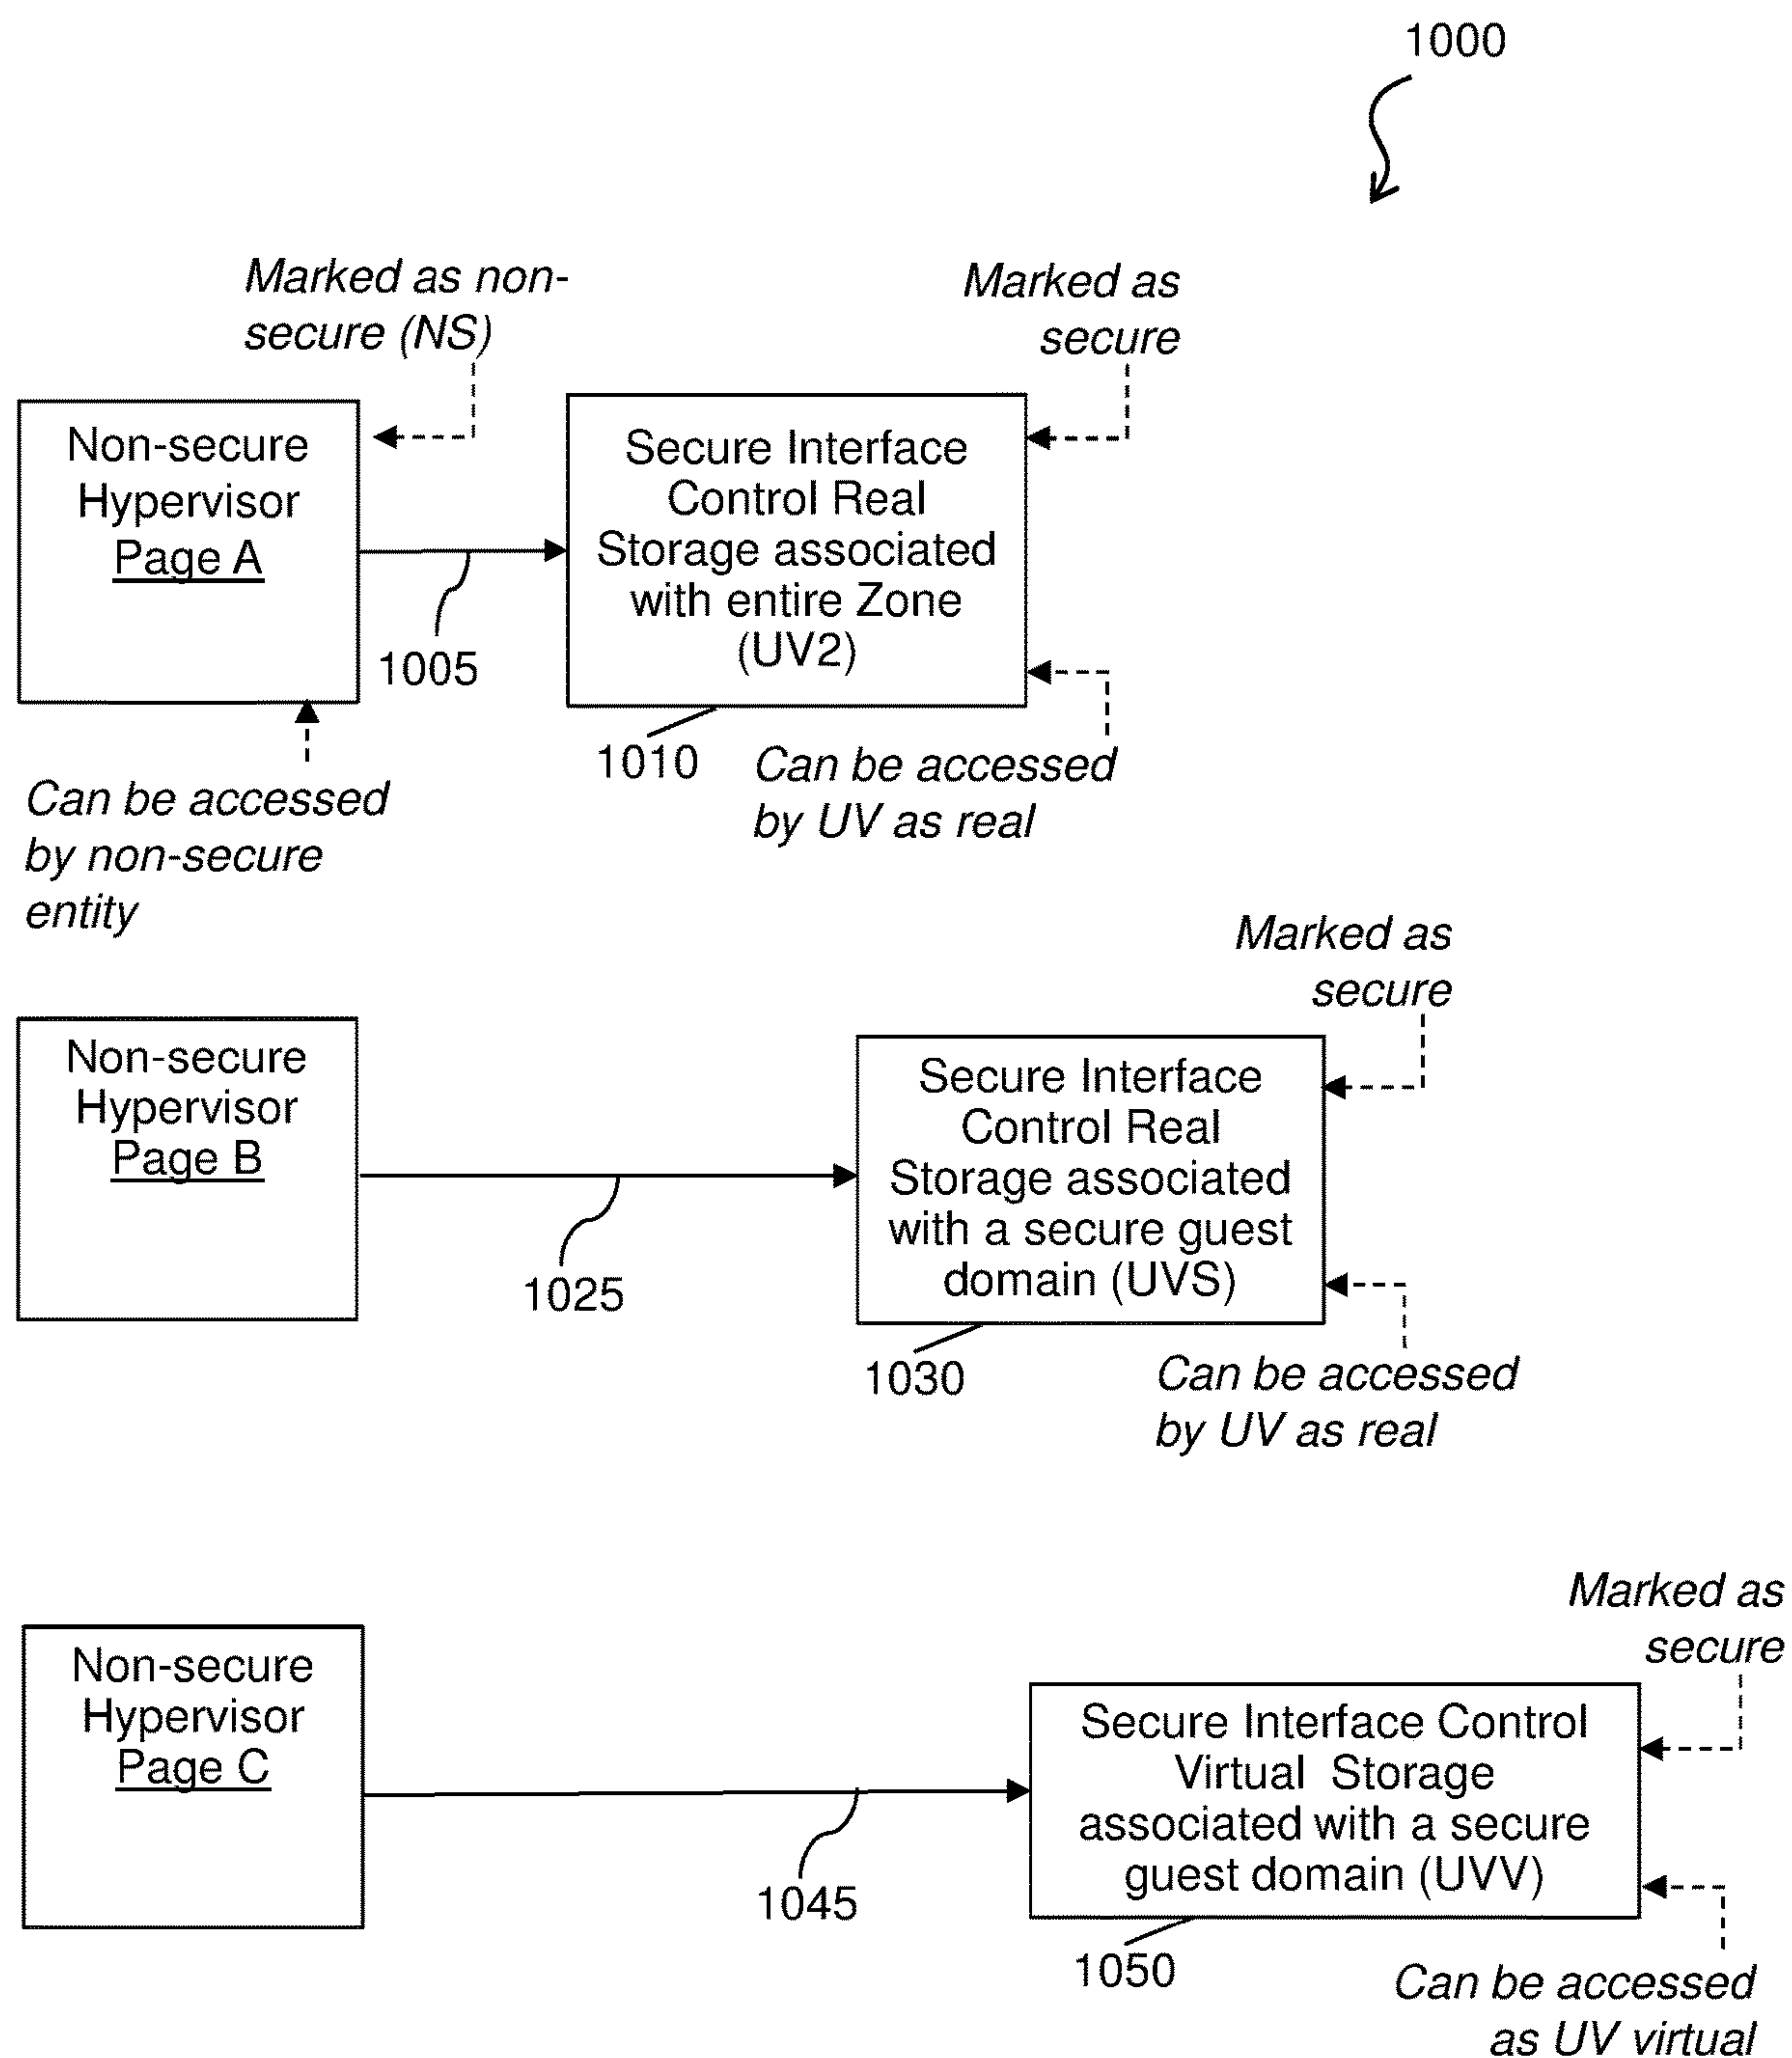 1000
Marked as non-
secure (NS)
Marked as
secure
Non-secure
Hypervisor
Page A
Secure Interface
Control Real
Storage associated
with entire Zone
(UV2)
1005
1010
Can be accessed
by UV as real
Can be accessed
by non-secure
entity
Marked as
secure
Non-secure
Hypervisor
Page B
Secure Interface
Control Real
Storage associated
with a secure guest
domain (UVS)
1025
1030
Can be accessed
by UV as real
Marked as
secure
Non-secure
Hypervisor
Page C
Secure Interface Control
Virtual Storage
associated with a secure
guest domain (UVV)
1045
1050
Can be accessed
as UV virtual